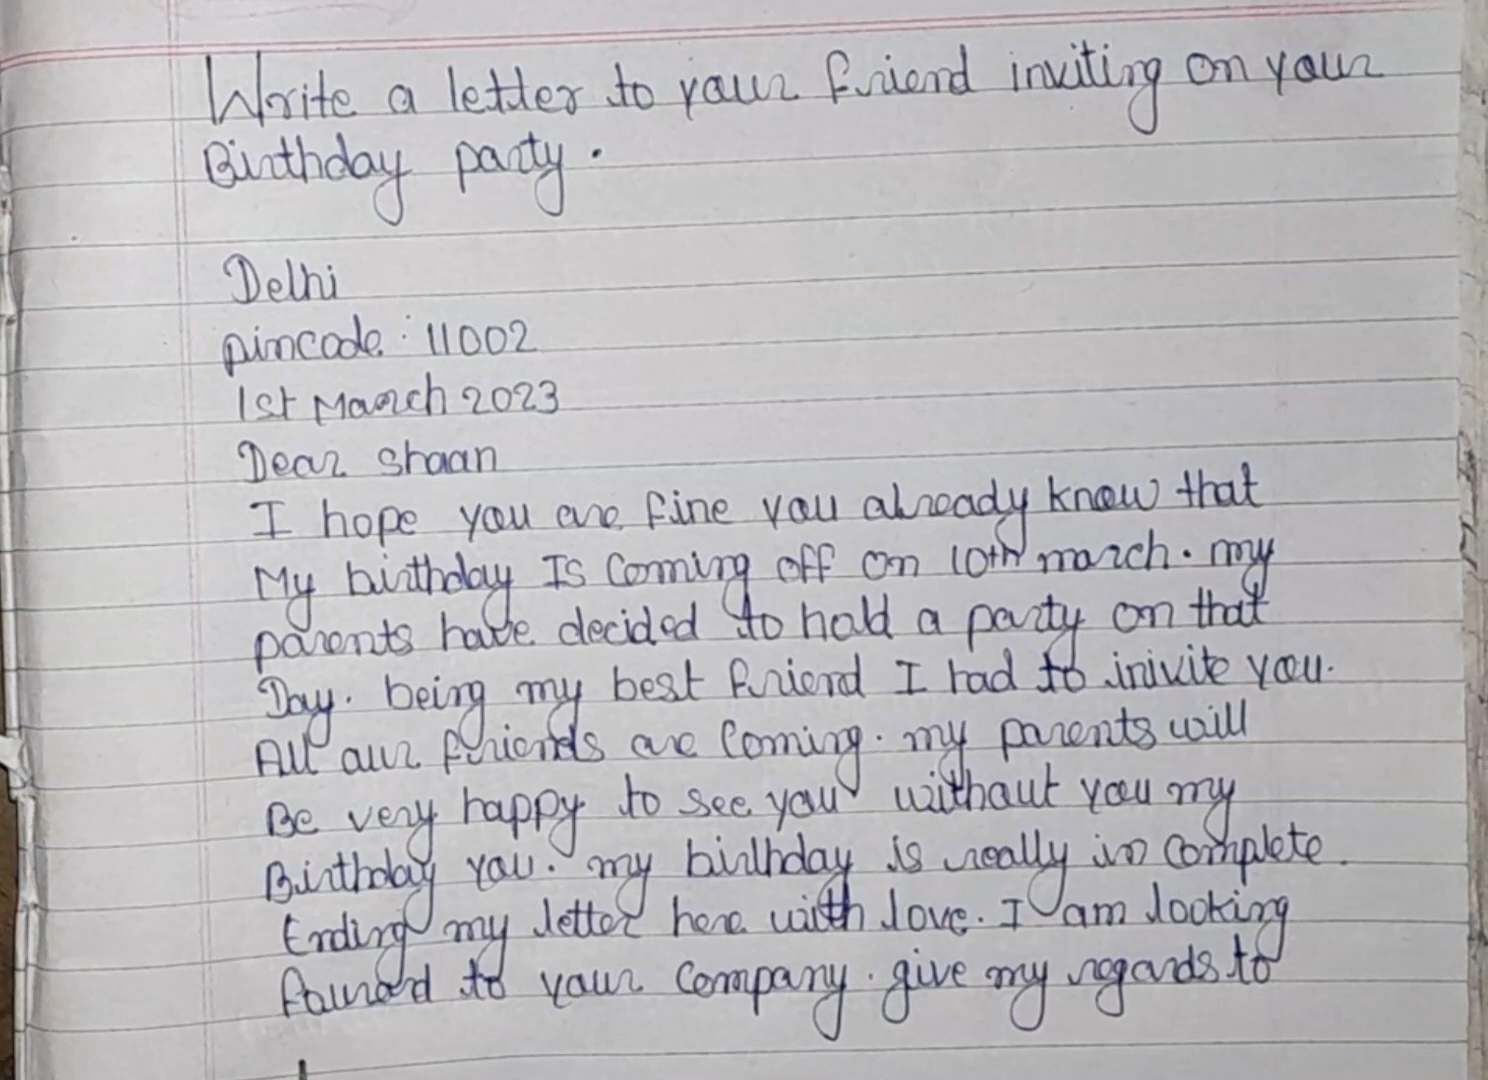 Write a letter to your friend inviting on your
Birthday party.
Delhi
pincode : 11002
1st March 2023
Dear shaan
I hope you are fine you already know that
My birthday Is Coming off on 10th march. my
parents have decided to hold a party on that
Day. being my best friend I had to inivite you.
All our friends are Coming. my parents will
Be very happy to see you without you my
Birthday you. my birthday is really in complete.
Ending my letter here with love. I am looking
fourard to your Company. give my regards to